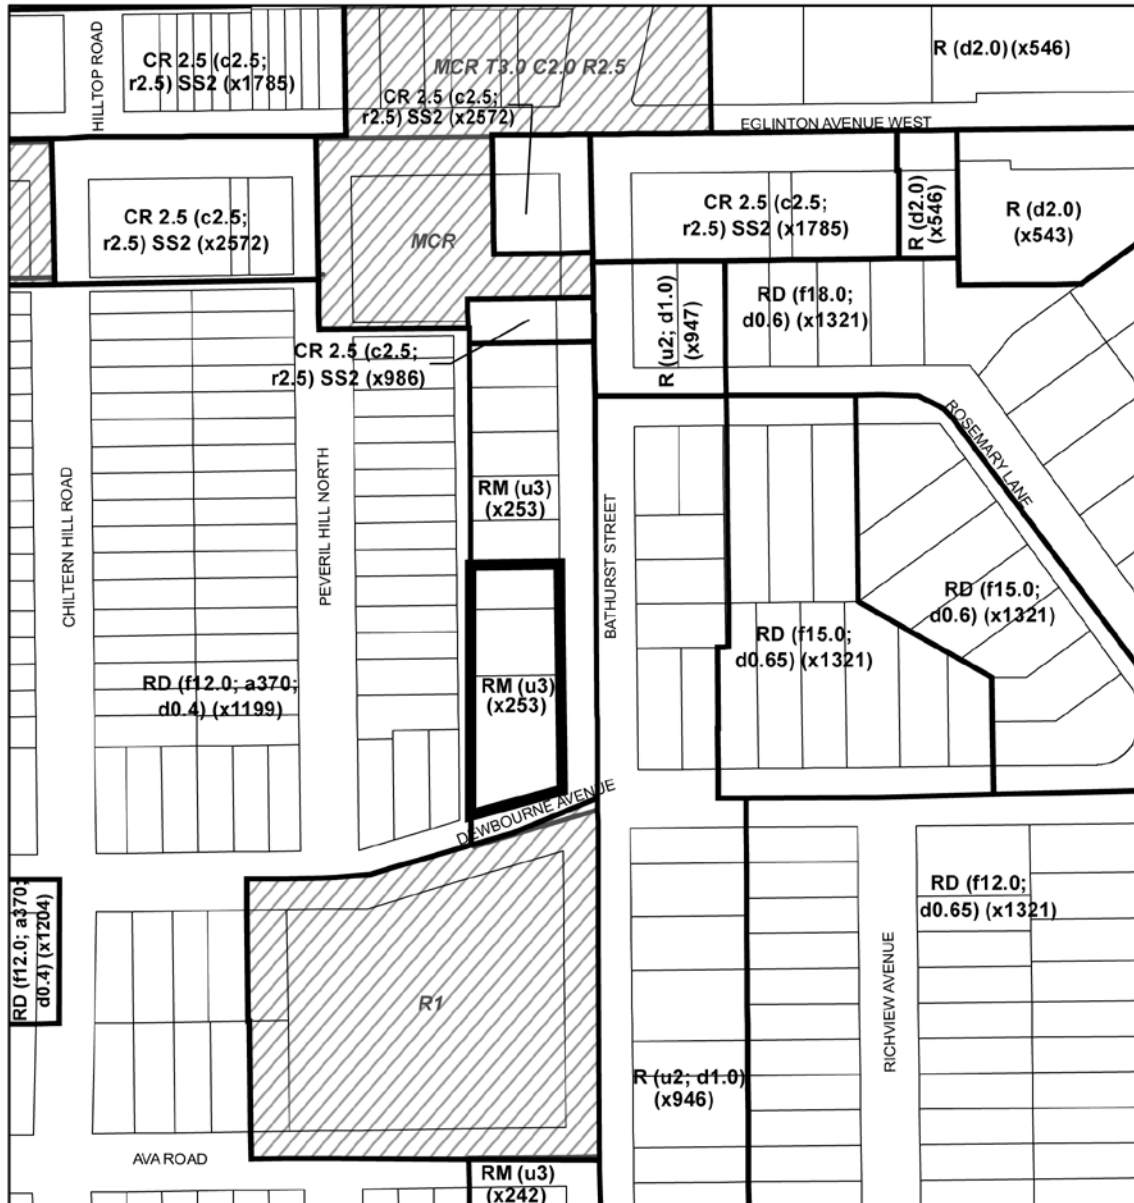 HILLTOP ROAD
CR 2.5 (c2.5;
r2.5) SS2 (x1785)
MCR T3.0 C2.0 R2.5
CR 2.5 (c2.5;
r2.5) SS2 (x2572)
R (d2.0)(x546)
EGLINTON AVENUE WEST
CR 2.5 (c2.5;
r2.5) SS2 (x2572)
MCR
CR 2.5 (c2.5;
r2.5) SS2 (x1785)
R (d2.0)
(x546)
R (d2.0)
(x543)
R (u2; d1.0)
(x947)
RD (f18.0;
d0.6) (x1321)
CR 2.5 (c2.5;
r2.5) SS2 (x986)
ROSEMARY LANE
CHILTERN HILL ROAD
PEVERIL HILL NORTH
RM (u3)
(x253)
BATHURST STREET
RD (f15.0;
d0.6) (x1321)
RD (f15.0;
d0.65) (x1321)
RD (f12.0; a370;
d0.4) (x1199)
RM (u3)
(x253)
DEWBOURNE AVENUE
RD (f12.0; a370;
d0.4) (x1204)
RD (f12.0;
d0.65) (x1321)
R1
RICHVIEW AVENUE
R (u2; d1.0)
(x946)
AVA ROAD
RM (u3)
(x242)